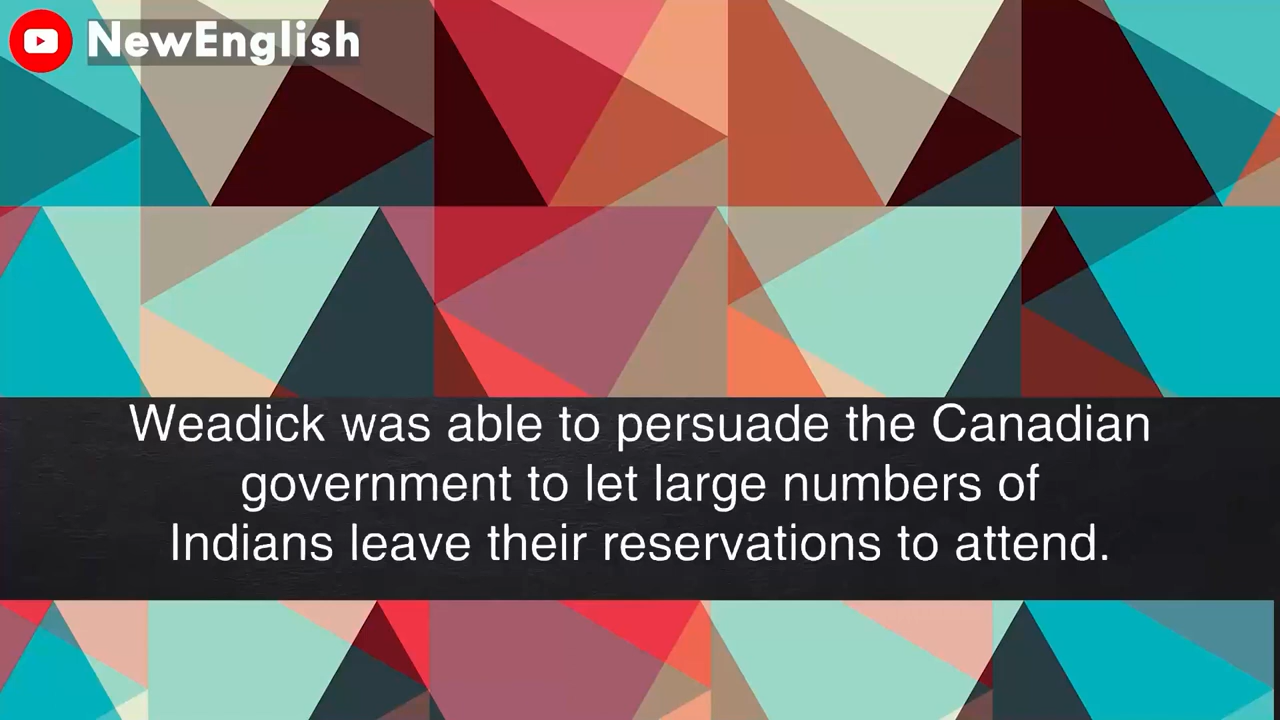 NewEnglish
Weadick was able to persuade the Canadian
government to let large numbers of
Indians leave their reservations to attend.